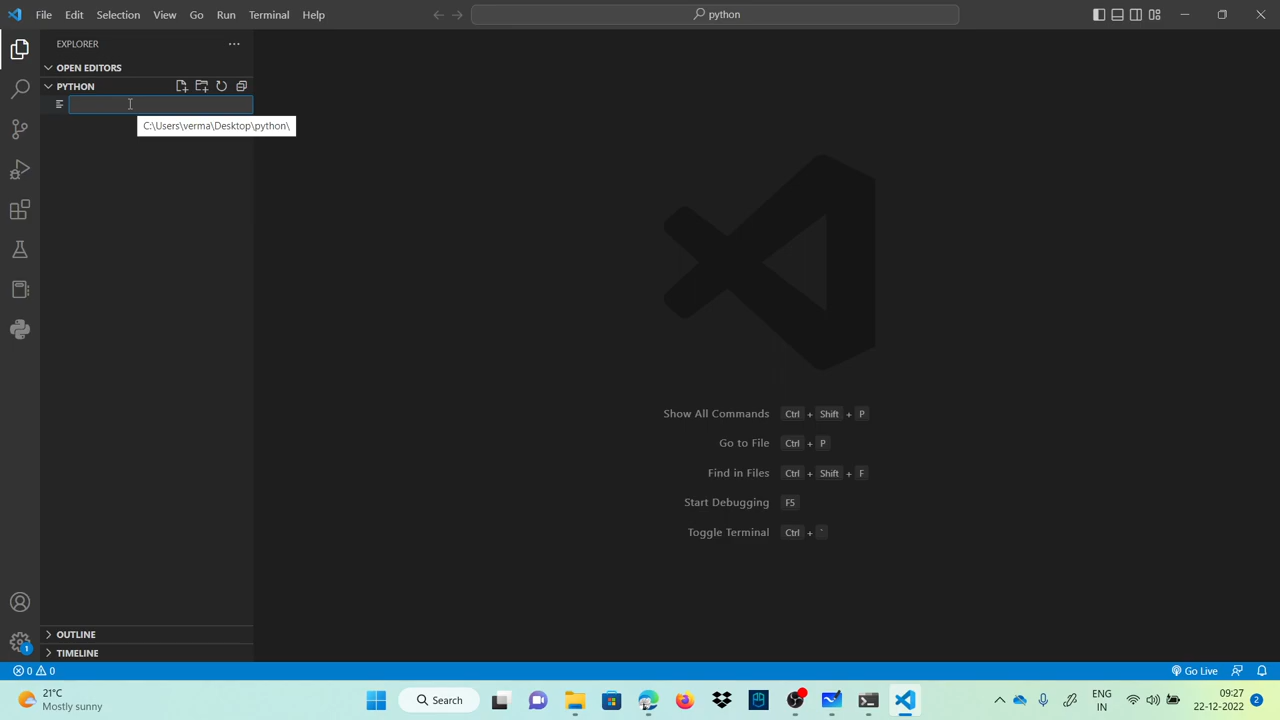 File Edit Selection View Go Run Terminal Help
python
EXPLORER
OPEN EDITORS
PYTHON
C:\Users\verma\Desktop\python\
Show All Commands Ctrl + Shift + P
Go to File Ctrl + P
Find in Files Ctrl + Shift + F
Start Debugging F5
Toggle Terminal Ctrl + `
OUTLINE
TIMELINE
1
0 0
Go Live
21°C
Mostly sunny
Search
ENG
IN
09:27
22-12-2022
2